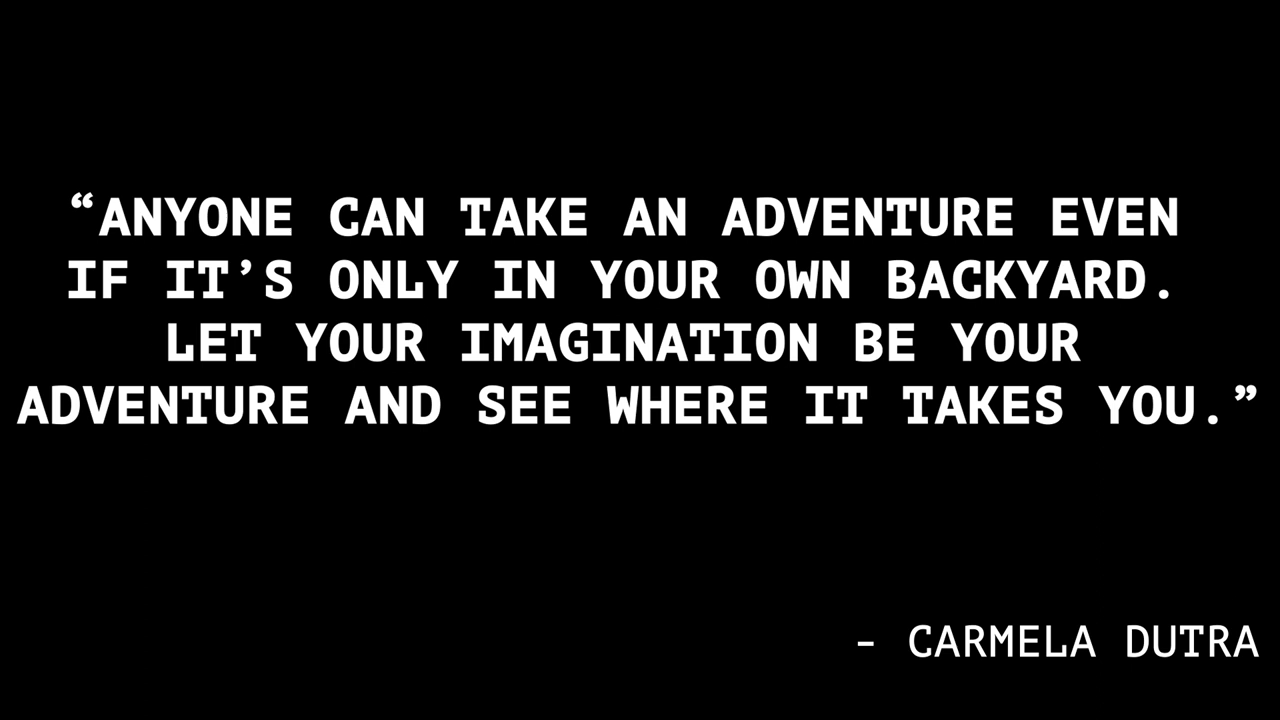 “ANYONE CAN TAKE AN ADVENTURE EVEN
IF IT’S ONLY IN YOUR OWN BACKYARD.
LET YOUR IMAGINATION BE YOUR
ADVENTURE AND SEE WHERE IT TAKES YOU.”
- CARMELA DUTRA